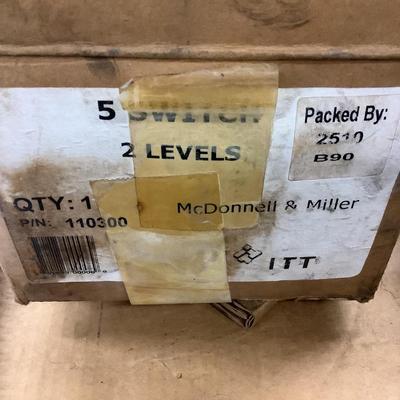 5 SWITCH
2 LEVELS
Packed By:
2510
B90
QTY: 1
P/N: 110300
McDonnell & Miller
ITT